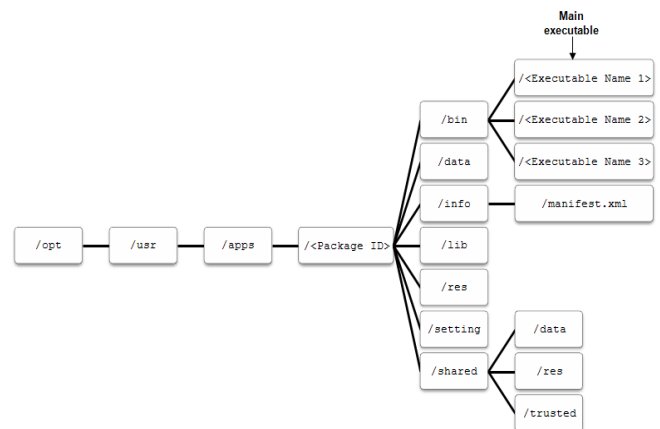 Main
executable
/<Executable Name 1>
/bin
/<Executable Name 2>
/data
/<Executable Name 3>
/info
/manifest.xml
/opt
/usr
/apps
/<Package ID>
/lib
/res
/setting
/data
/shared
/res
/trusted